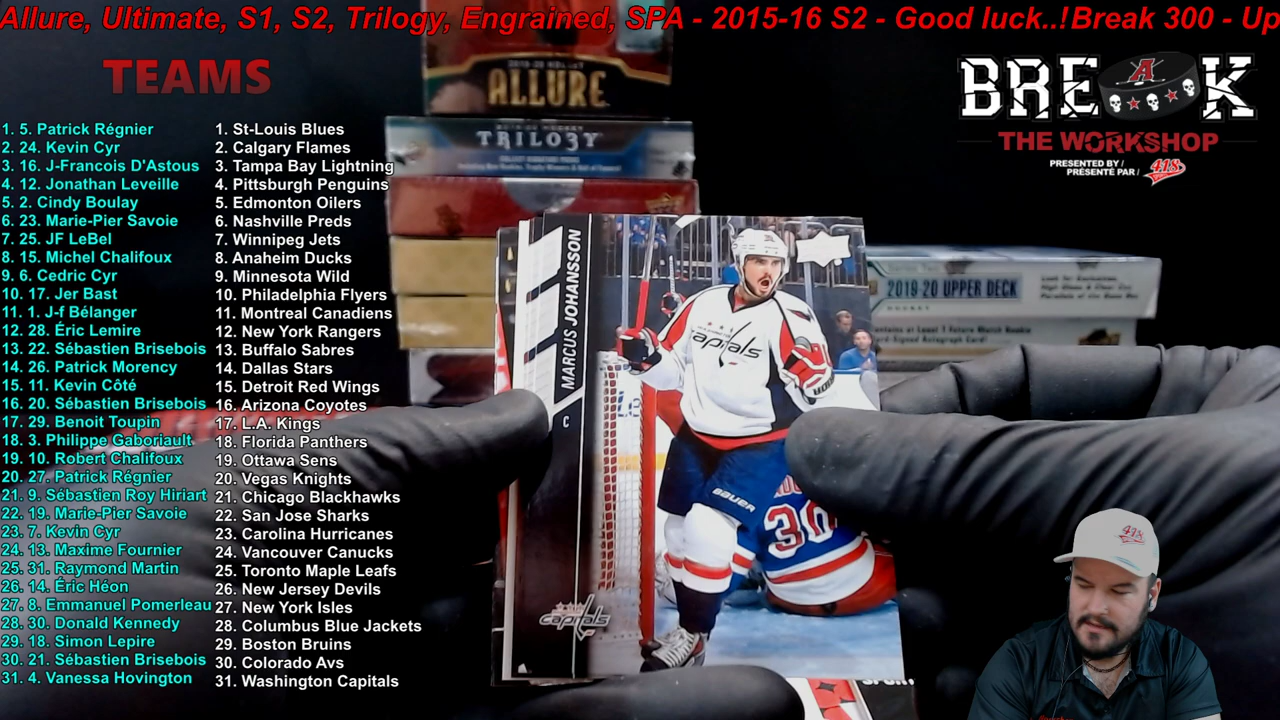 Allure, Ultimate, S1, S2, Trilogy, Engrained, SPA - 2015-16 S2 - Good luck..!Break 300 - Up
TEAMS
1. 5. Patrick Régnier
2. 24. Kevin Cyr
3. 16. J-Francois D'Astous
4. 12. Jonathan Leveille
5. 2. Cindy Boulay
6. 23. Marie-Pier Savoie
7. 25. JF LeBel
8. 15. Michel Chalifoux
9. 6. Cedric Cyr
10. 17. Jer Bast
11. 1. J-f Bélanger
12. 28. Éric Lemire
13. 22. Sébastien Brisebois
14. 26. Patrick Morency
15. 11. Kevin Côté
16. 20. Sébastien Brisebois
17. 29. Benoit Toupin
18. 3. Philippe Gaboriault
19. 10. Robert Chalifoux
20. 27. Patrick Régnier
21. 9. Sébastien Roy Hiriart
22. 19. Marie-Pier Savoie
23. 7. Kevin Cyr
24. 13. Maxime Fournier
25. 31. Raymond Martin
26. 14. Éric Héon
27. 8. Emmanuel Pomerleau
28. 30. Donald Kennedy
29. 18. Simon Lepire
30. 21. Sébastien Brisebois
31. 4. Vanessa Hovington
1. St-Louis Blues
2. Calgary Flames
3. Tampa Bay Lightning
4. Pittsburgh Penguins
5. Edmonton Oilers
6. Nashville Preds
7. Winnipeg Jets
8. Anaheim Ducks
9. Minnesota Wild
10. Philadelphia Flyers
11. Montreal Canadiens
12. New York Rangers
13. Buffalo Sabres
14. Dallas Stars
15. Detroit Red Wings
16. Arizona Coyotes
17. L.A. Kings
18. Florida Panthers
19. Ottawa Sens
20. Vegas Knights
21. Chicago Blackhawks
22. San Jose Sharks
23. Carolina Hurricanes
24. Vancouver Canucks
25. Toronto Maple Leafs
26. New Jersey Devils
27. New York Isles
28. Columbus Blue Jackets
29. Boston Bruins
30. Colorado Avs
31. Washington Capitals
ALLURE
TRILO3Y
2019-20 UPPER DECK
MARCUS JOHANSSON
C
capitals
BAUER
30
capitals
BREAK
THE WORKSHOP
PRESENTED BY /
PRÉSENTÉ PAR /
418
418